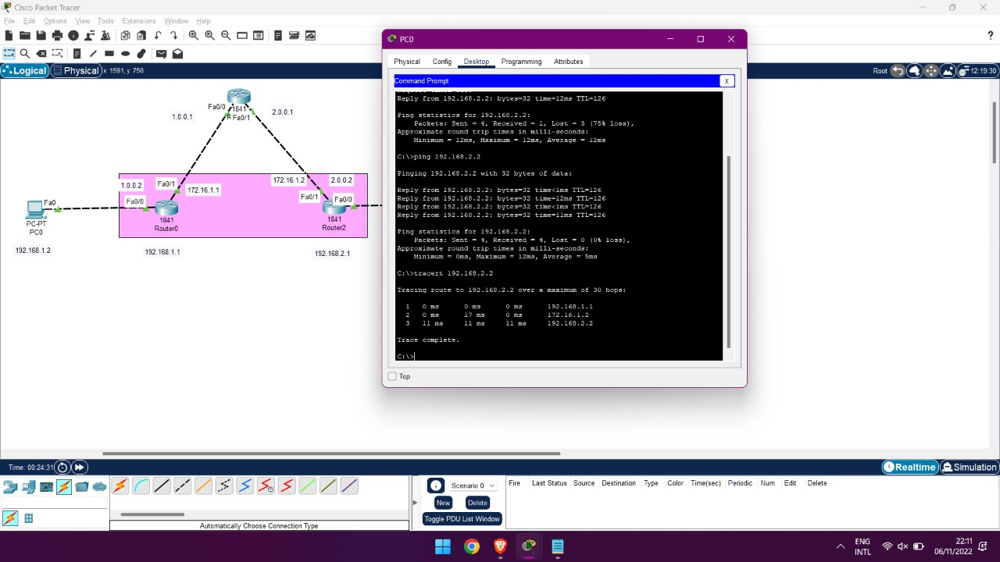 Cisco Packet Tracer
File Edit Options View Tools Extensions Window Help
?
Logical Physical x: 1591, y: 750
Root 12:19:30
Fa0/0
1841
Fa0/1
1.0.0.1
2.0.0.1
1.0.0.2
Fa0/1
172.16.1.1
172.16.1.2
2.0.0.2
Fa0
Fa0/0
Fa0/1
Fa0/0
PC-PT
PC0
1841
Router0
1841
Router2
192.168.1.2
192.168.1.1
192.168.2.1
PC0
Physical Config Desktop Programming Attributes
Command Prompt
X
Reply from 192.168.2.2: bytes=32 time=12ms TTL=126
Ping statistics for 192.168.2.2:
Packets: Sent = 4, Received = 1, Lost = 3 (75% loss),
Approximate round trip times in milli-seconds:
Minimum = 12ms, Maximum = 12ms, Average = 12ms
C:\>ping 192.168.2.2
Pinging 192.168.2.2 with 32 bytes of data:
Reply from 192.168.2.2: bytes=32 time<1ms TTL=126
Reply from 192.168.2.2: bytes=32 time=12ms TTL=126
Reply from 192.168.2.2: bytes=32 time<1ms TTL=126
Reply from 192.168.2.2: bytes=32 time=11ms TTL=126
Ping statistics for 192.168.2.2:
Packets: Sent = 4, Received = 4, Lost = 0 (0% loss),
Approximate round trip times in milli-seconds:
Minimum = 0ms, Maximum = 12ms, Average = 5ms
C:\>tracert 192.168.2.2
Tracing route to 192.168.2.2 over a maximum of 30 hops:
1 0 ms 0 ms 0 ms 192.168.1.1
2 0 ms 17 ms 0 ms 172.16.1.2
3 11 ms 11 ms 11 ms 192.168.2.2
Trace complete.
C:\>
Top
Time: 00:24:31
Realtime Simulation
Scenario 0
New Delete
Toggle PDU List Window
Fire Last Status Source Destination Type Color Time(sec) Periodic Num Edit Delete
Automatically Choose Connection Type
ENG
INTL
22:11
06/11/2022